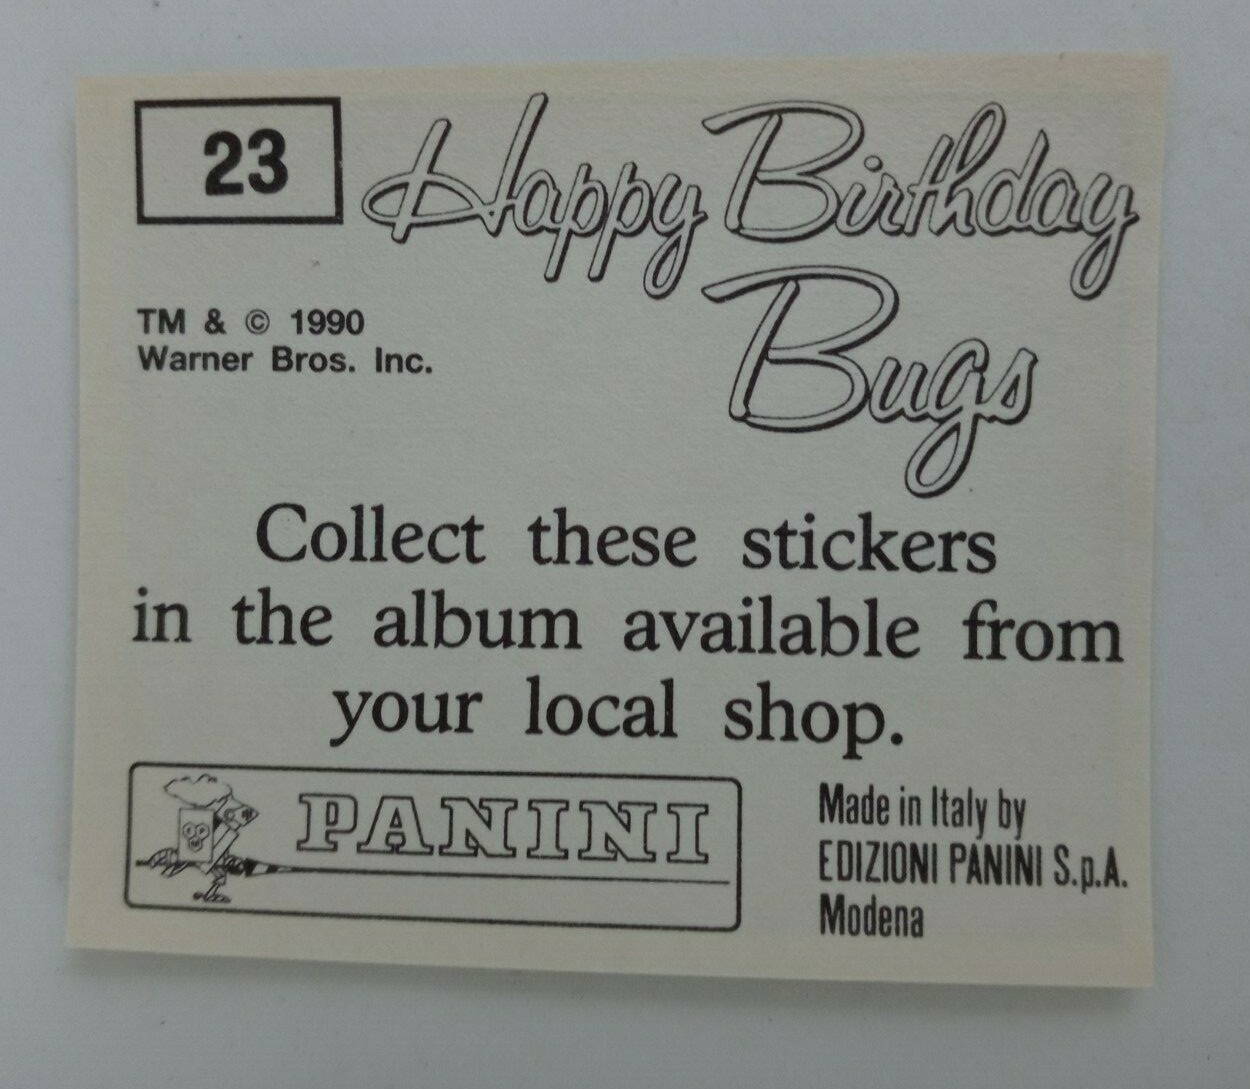 23
Happy Birthday
Bugs
TM & © 1990
Warner Bros. Inc.
Collect these stickers
in the album available from
your local shop.
PANINI
Made in Italy by
EDIZIONI PANINI S.p.A.
Modena